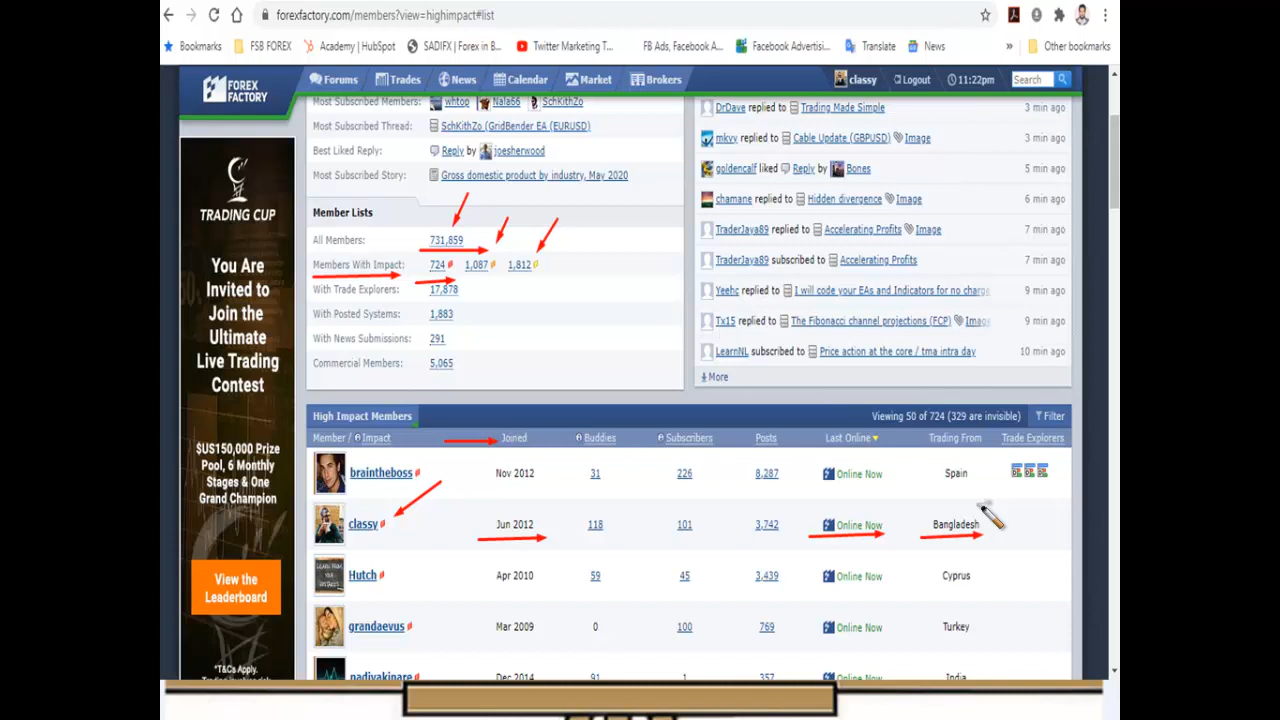 forexfactory.com/members?view=highimpact#list
Bookmarks FSB FOREX Academy | HubSpot SADIFX | Forex in B... Twitter Marketing T... FB Ads, Facebook A... Facebook Advertisi... Translate News » Other bookmarks
FOREX FACTORY Forums Trades News Calendar Market Brokers classy Logout 11:22pm Search
Most Subscribed Members: whtop Nala66 SchKithZo
Most Subscribed Thread: SchKithZo (GridBender EA (EURUSD)
Best Liked Reply: Reply by joesherwood
Most Subscribed Story: Gross domestic product by industry, May 2020
Member Lists
All Members: 731,859
Members With Impact: 724 1,087 1,812
With Trade Explorers: 17,878
With Posted Systems: 1,883
With News Submissions: 291
Commercial Members: 5,065
DrDave replied to Trading Made Simple 3 min ago
mkvy replied to Cable Update (GBPUSD) Image 3 min ago
goldencalf liked Reply by Bones 5 min ago
chamane replied to Hidden divergence Image 6 min ago
TraderJaya89 replied to Accelerating Profits Image 7 min ago
TraderJaya89 subscribed to Accelerating Profits 7 min ago
Yeehc replied to I will code your EAs and Indicators for no charg 9 min ago
Tx15 replied to The Fibonacci channel projections (FCP) Imag 9 min ago
LearnNL subscribed to Price action at the core / tma intra day 10 min ago
More
TRADING CUP
You Are
Invited to
Join the
Ultimate
Live Trading
Contest
$US150,000 Prize
Pool, 6 Monthly
Stages & One
Grand Champion
View the
Leaderboard
*T&Cs Apply.
High Impact Members Viewing 50 of 724 (329 are invisible) Filter
Member / Impact Joined Buddies Subscribers Posts Last Online Trading From Trade Explorers
braintheboss Nov 2012 31 226 8,287 Online Now Spain
classy Jun 2012 118 101 3,742 Online Now Bangladesh
Hutch Apr 2010 59 45 3,439 Online Now Cyprus
grandaevus Mar 2009 0 100 769 Online Now Turkey
nadiyakinare Dec 2014 91 1 357 Online Now India